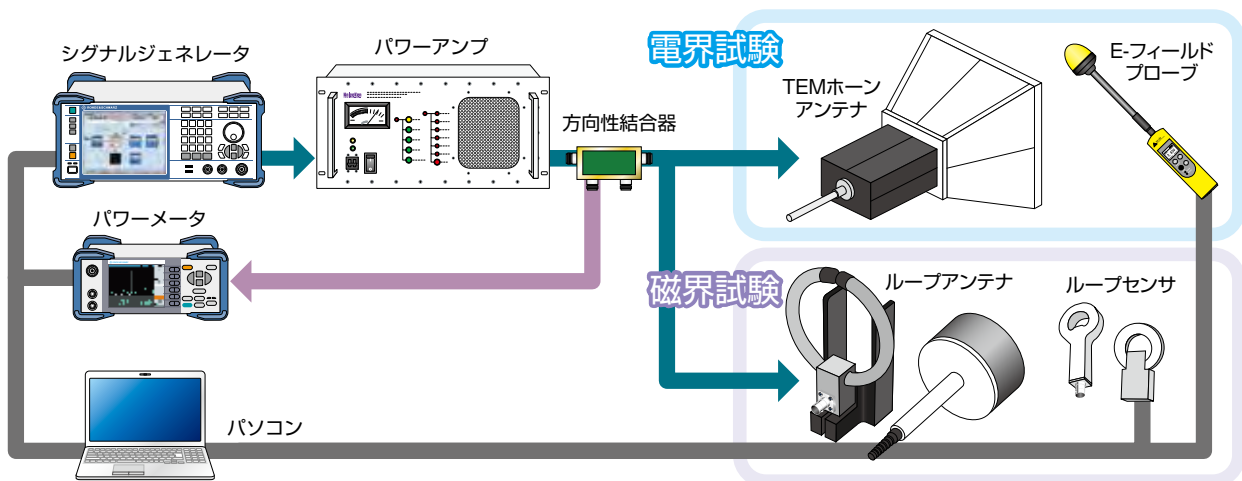 シグナルジェネレータ
パワーアンプ
電界試験
TEMホーン
アンテナ
E-フィールド
プローブ
方向性結合器
パワーメータ
磁界試験
ループアンテナ
ループセンサ
パソコン